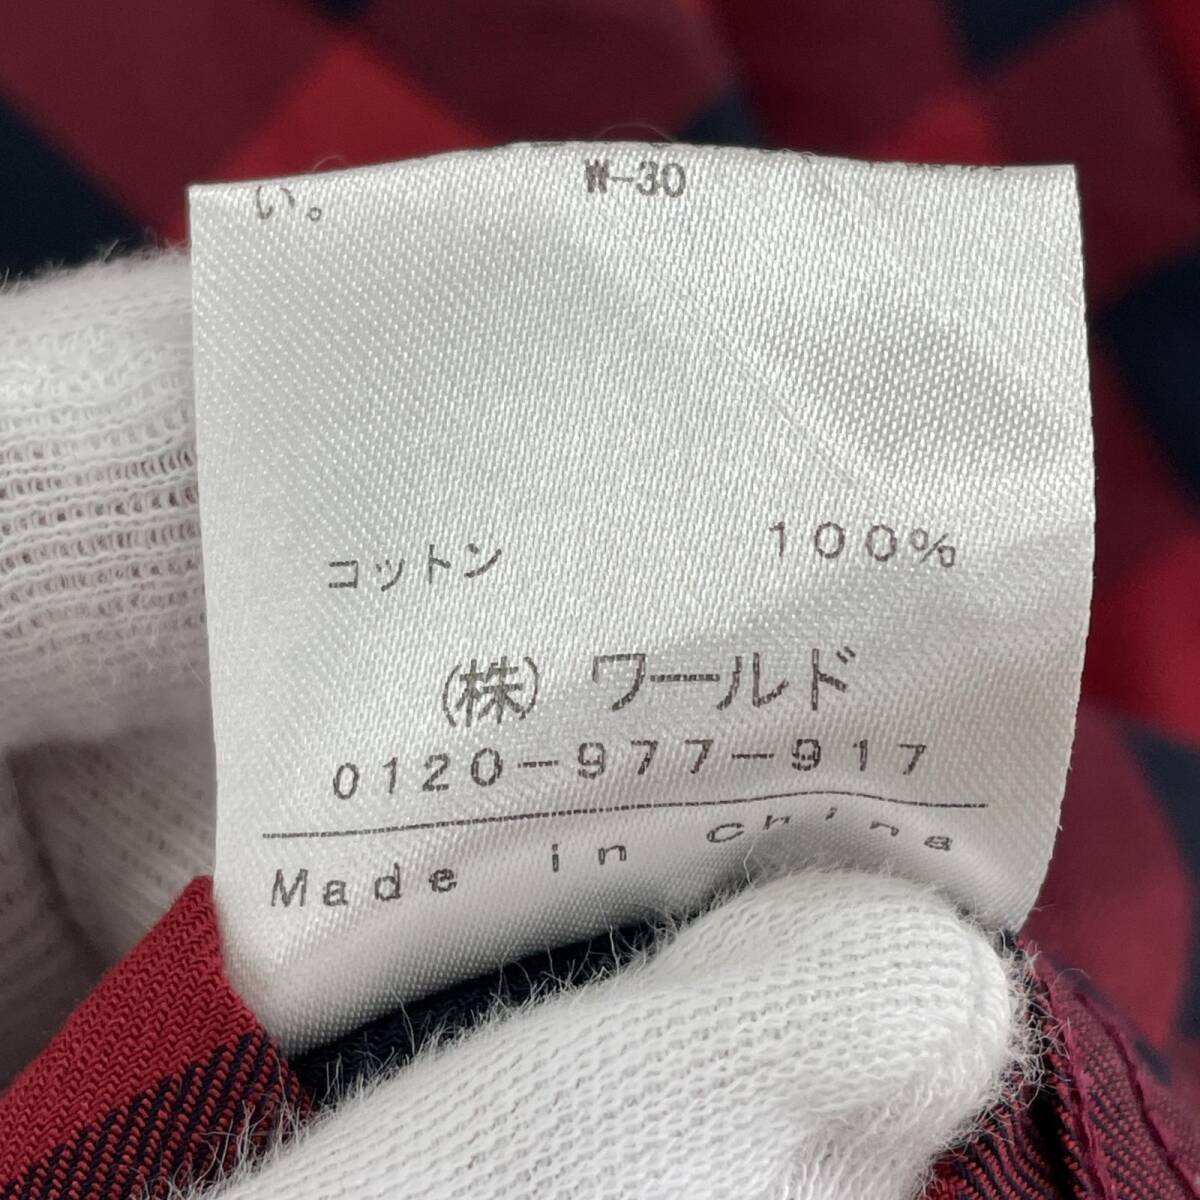 い。 W-30
コットン 100%
(株) ワールド
0120-977-917
Made in China